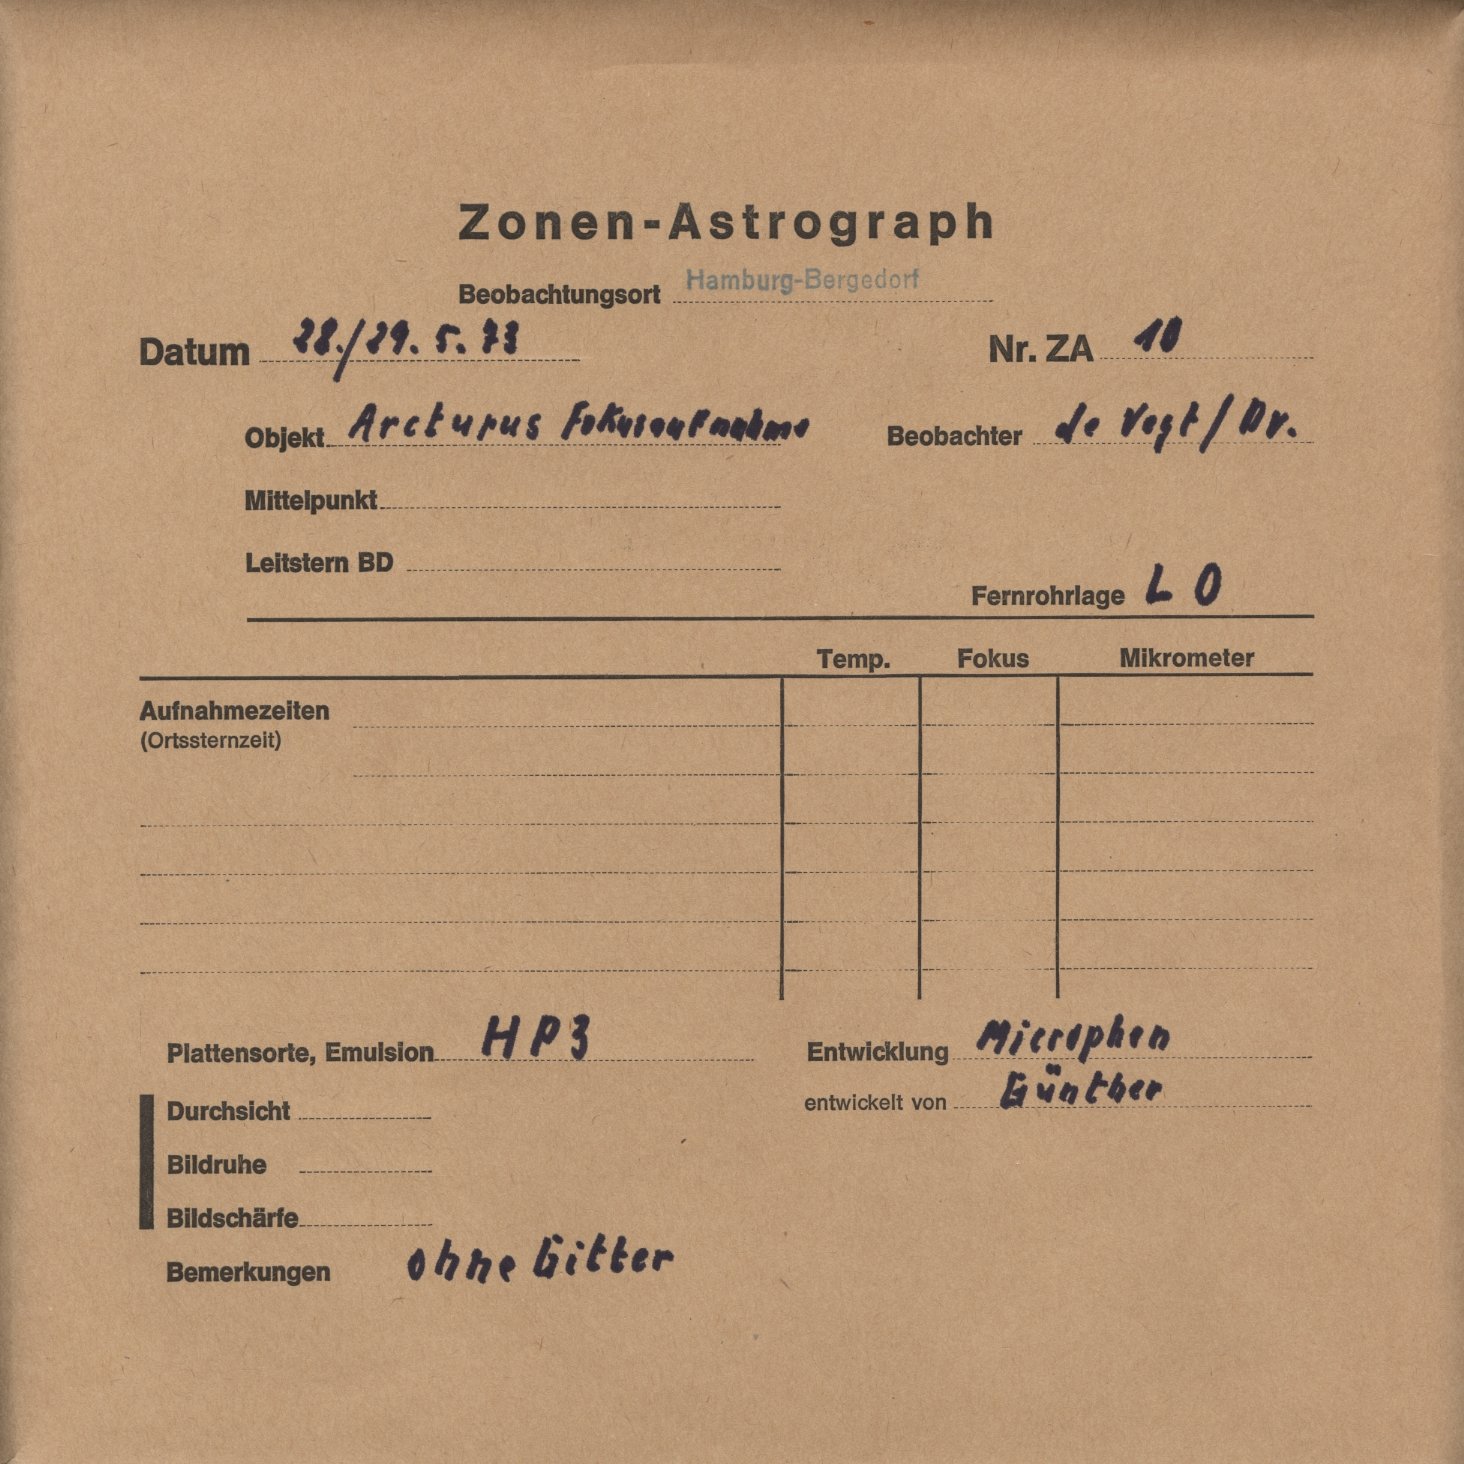 Zonen-Astrograph
Beobachtungsort Hamburg-Bergedorf
Datum 28./29. 5. 73 Nr. ZA 10
Objekt Arcturus Fokusaufnahme Beobachter de Vegt / Dr.
Mittelpunkt
Leitstern BD
Fernrohrlage L O
Temp. Fokus Mikrometer
Aufnahmezeiten
(Ortssternzeit)
Plattensorte, Emulsion HP3 Entwicklung Microphen
Durchsicht entwickelt von Günther
Bildruhe
Bildschärfe
Bemerkungen ohne Gitter